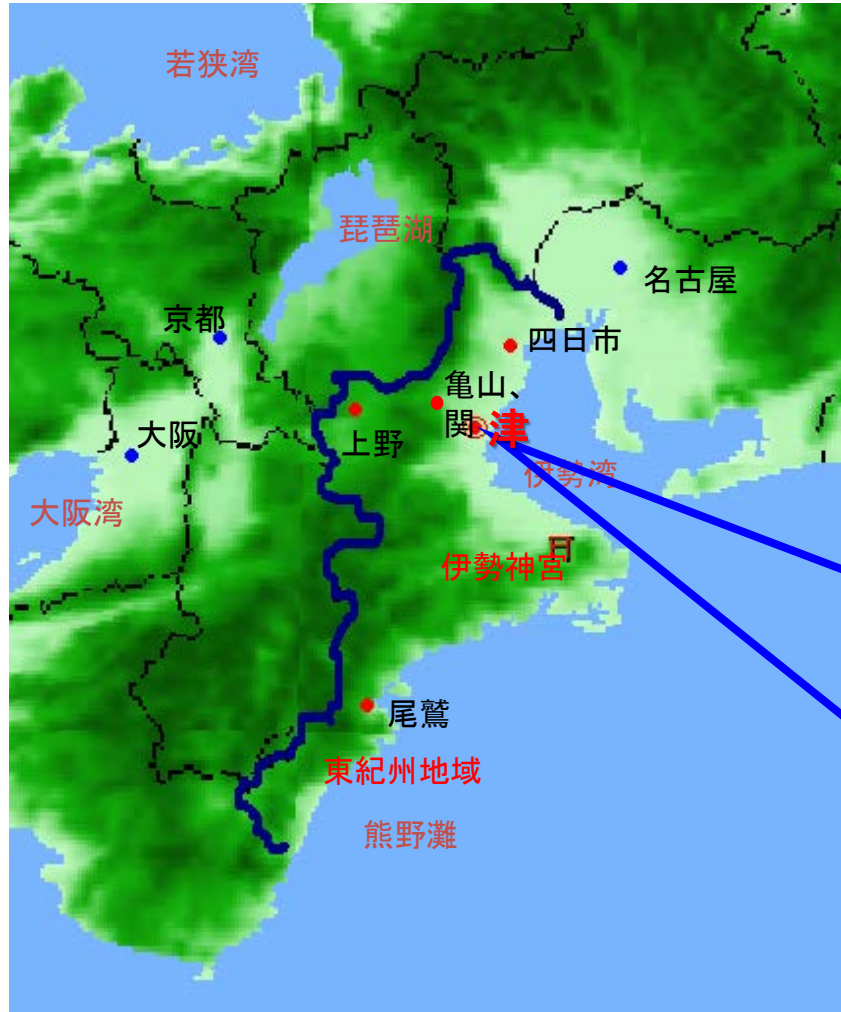 若狭湾
琵琶湖
名古屋
京都
四日市
亀山、
関
津
大阪
上野
伊勢湾
大阪湾
伊勢神宮
尾鷲
東紀州地域
熊野灘